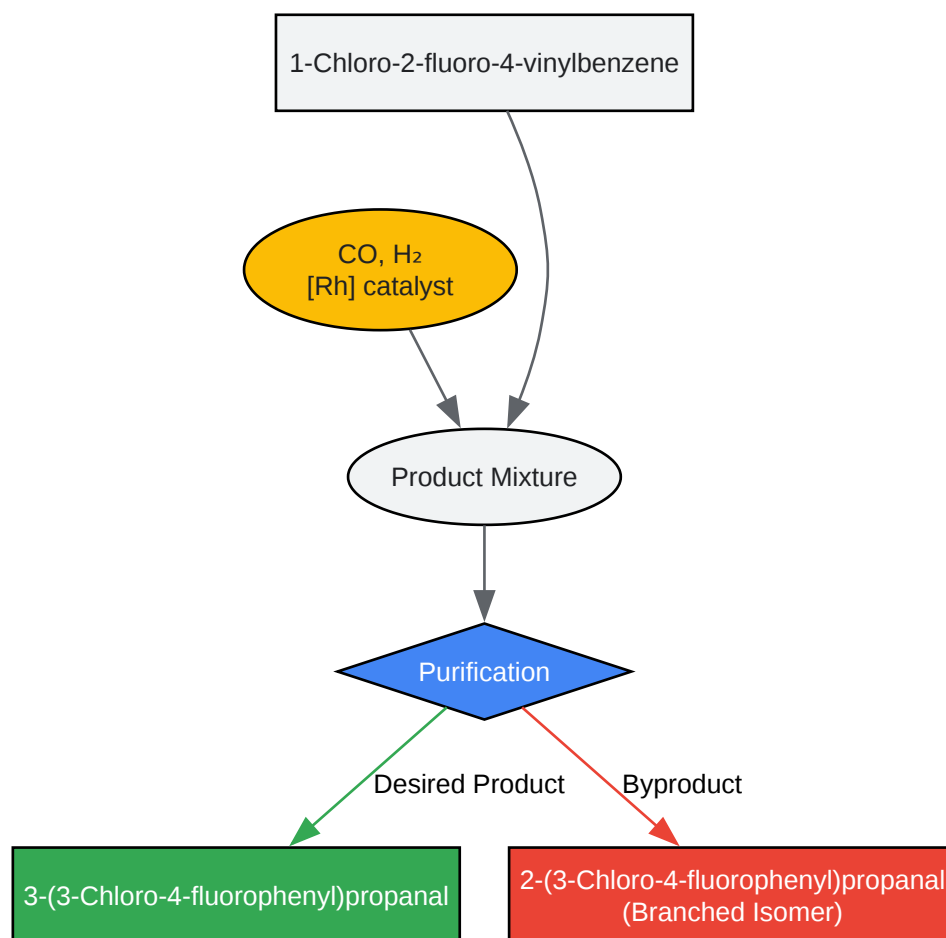 1-Chloro-2-fluoro-4-vinylbenzene
CO, H₂
[Rh] catalyst
Product Mixture
Purification
Desired Product
Byproduct
3-(3-Chloro-4-fluorophenyl)propanal
2-(3-Chloro-4-fluorophenyl)propanal
(Branched Isomer)